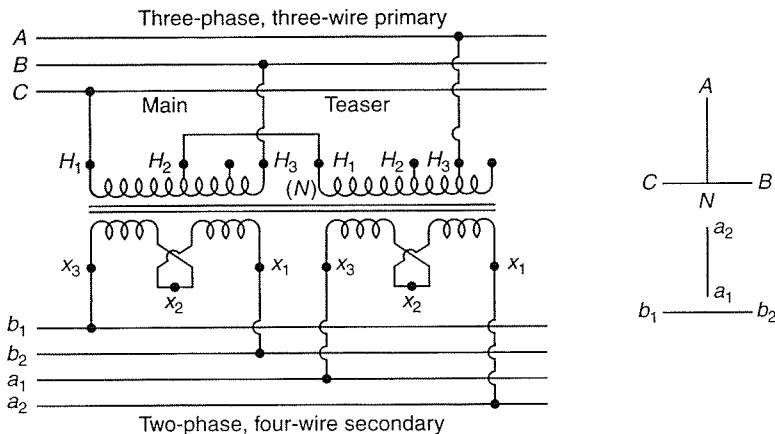 Three-phase, three-wire primary
A
B
C
Main Teaser
H1 H2 H3 H1 H2 H3
(N)
x3 x1 x3 x1
x2 x2
b1
b2
a1
a2
Two-phase, four-wire secondary
A
C B
N
a2
a1
b1 b2